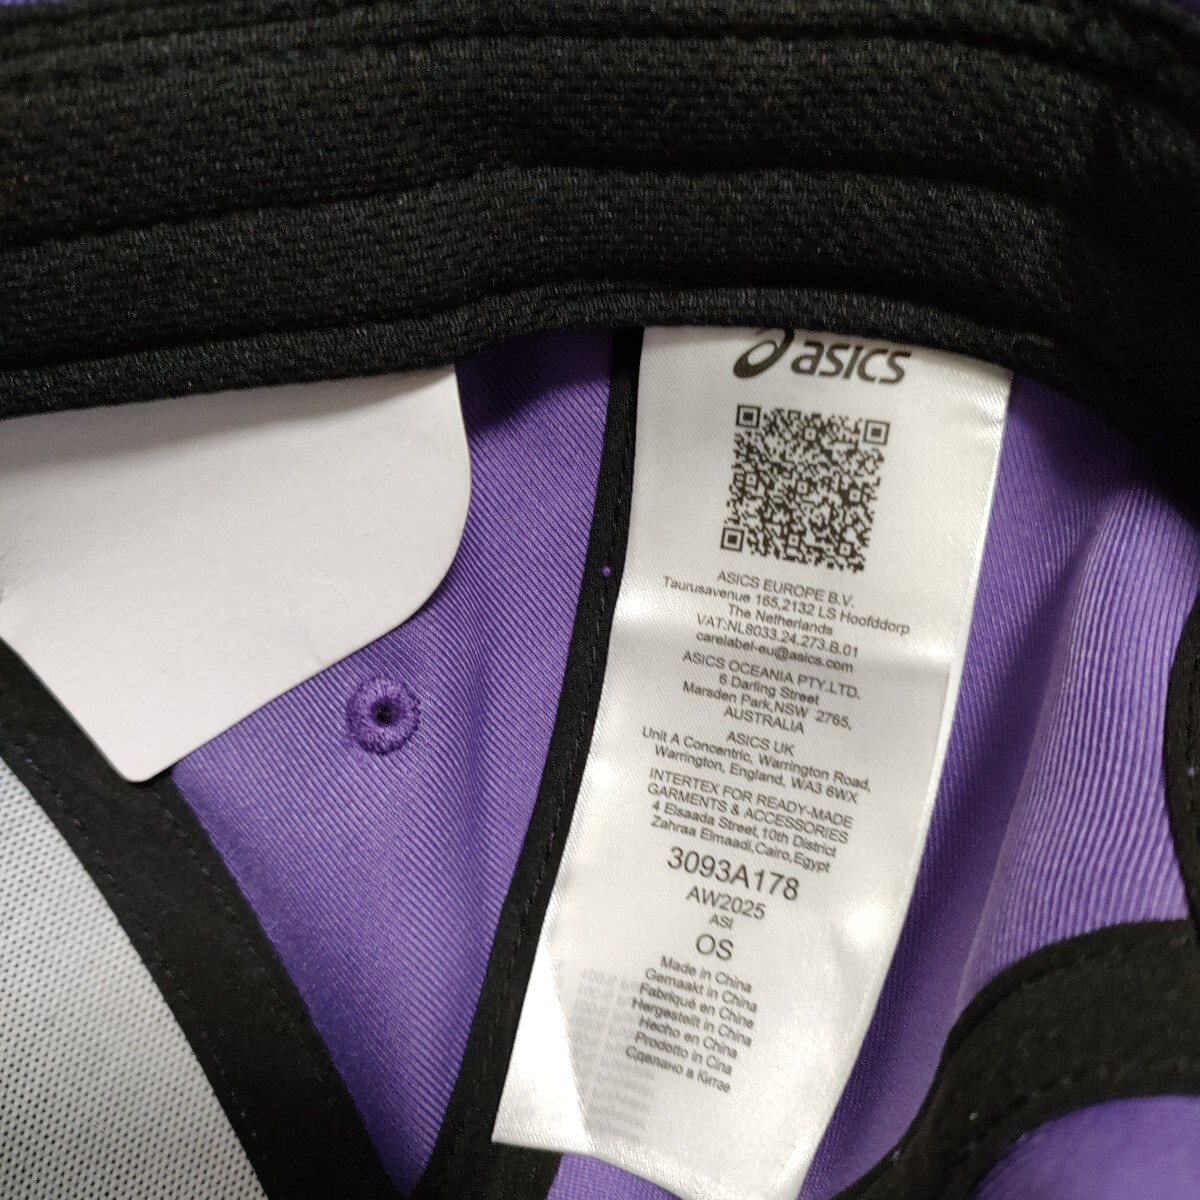 asics
ASICS EUROPE B.V.
Taurusavenue 165,2132 LS Hoofddorp
The Netherlands
VAT:NL8033.24.273.B.01
carelabel-eu@asics.com
ASICS OCEANIA PTY.LTD.
6 Darling Street
Marsden Park,NSW 2765,
AUSTRALIA
ASICS UK
Unit A Concentric, Warrington Road,
Warrington, England, WA3 6WX
INTERTEX FOR READY-MADE
GARMENTS & ACCESSORIES
4 Elsaada Street,10th District
Zahraa Elmaadi,Cairo,Egypt
3093A178
AW2025
ASI
OS
Made in China
Gemaakt in China
Fabriqué en Chine
Hergestellt in China
Hecho en China
Prodotto in Cina
Сделано в Китае